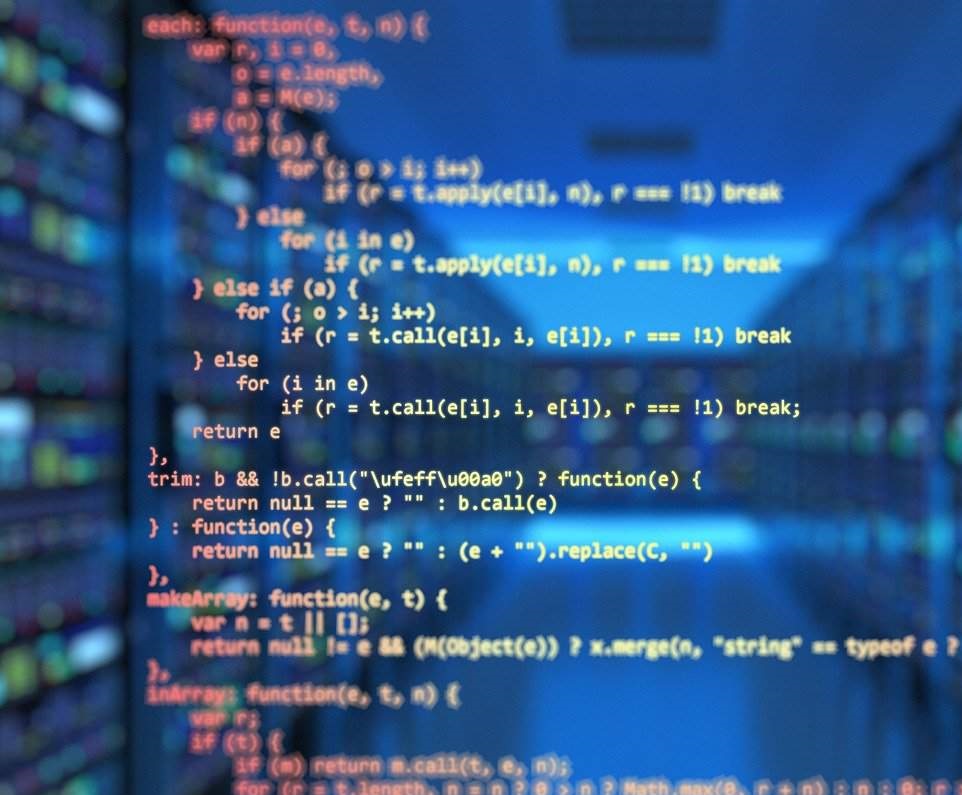 each: function(e, t, n) {
var r, i = 0,
o = e.length,
a = M(e);
if (n) {
if (a) {
for (; o > i; i++)
if (r = t.apply(e[i], n), r === !1) break
} else
for (i in e)
if (r = t.apply(e[i], n), r === !1) break
} else if (a) {
for (; o > i; i++)
if (r = t.call(e[i], i, e[i]), r === !1) break
} else
for (i in e)
if (r = t.call(e[i], i, e[i]), r === !1) break;
return e
},
trim: b && !b.call("\ufeff\u00a0") ? function(e) {
return null == e ? "" : b.call(e)
} : function(e) {
return null == e ? "" : (e + "").replace(C, "")
},
makeArray: function(e, t) {
var n = t || [];
return null != e && (M(Object(e)) ? x.merge(n, "string" == typeof e ?
},
inArray: function(e, t, n) {
var r;
if (t) {
if (m) return m.call(t, e, n);
for (r = t.length, n = n ? 0 > n ? Math.max(0, r + n) : n : 0; r